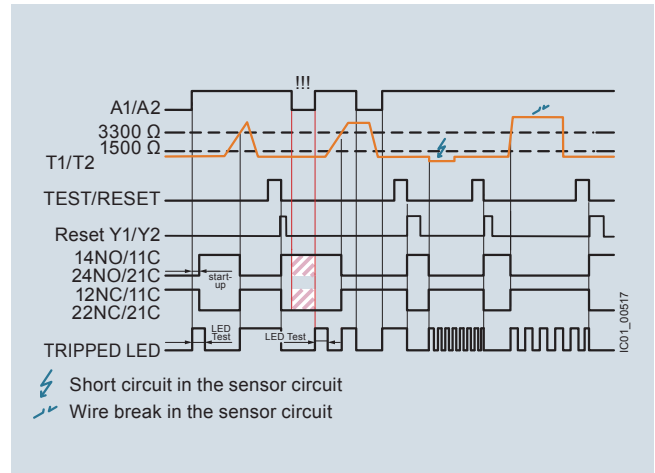 !!!
A1/A2
3300 Ω
1500 Ω
T1/T2
TEST/RESET
Reset Y1/Y2
14NO/11C
24NO/21C
start-
up
12NC/11C
22NC/21C
LED
Test
LED Test
TRIPPED LED
IC01_00517
Short circuit in the sensor circuit
Wire break in the sensor circuit